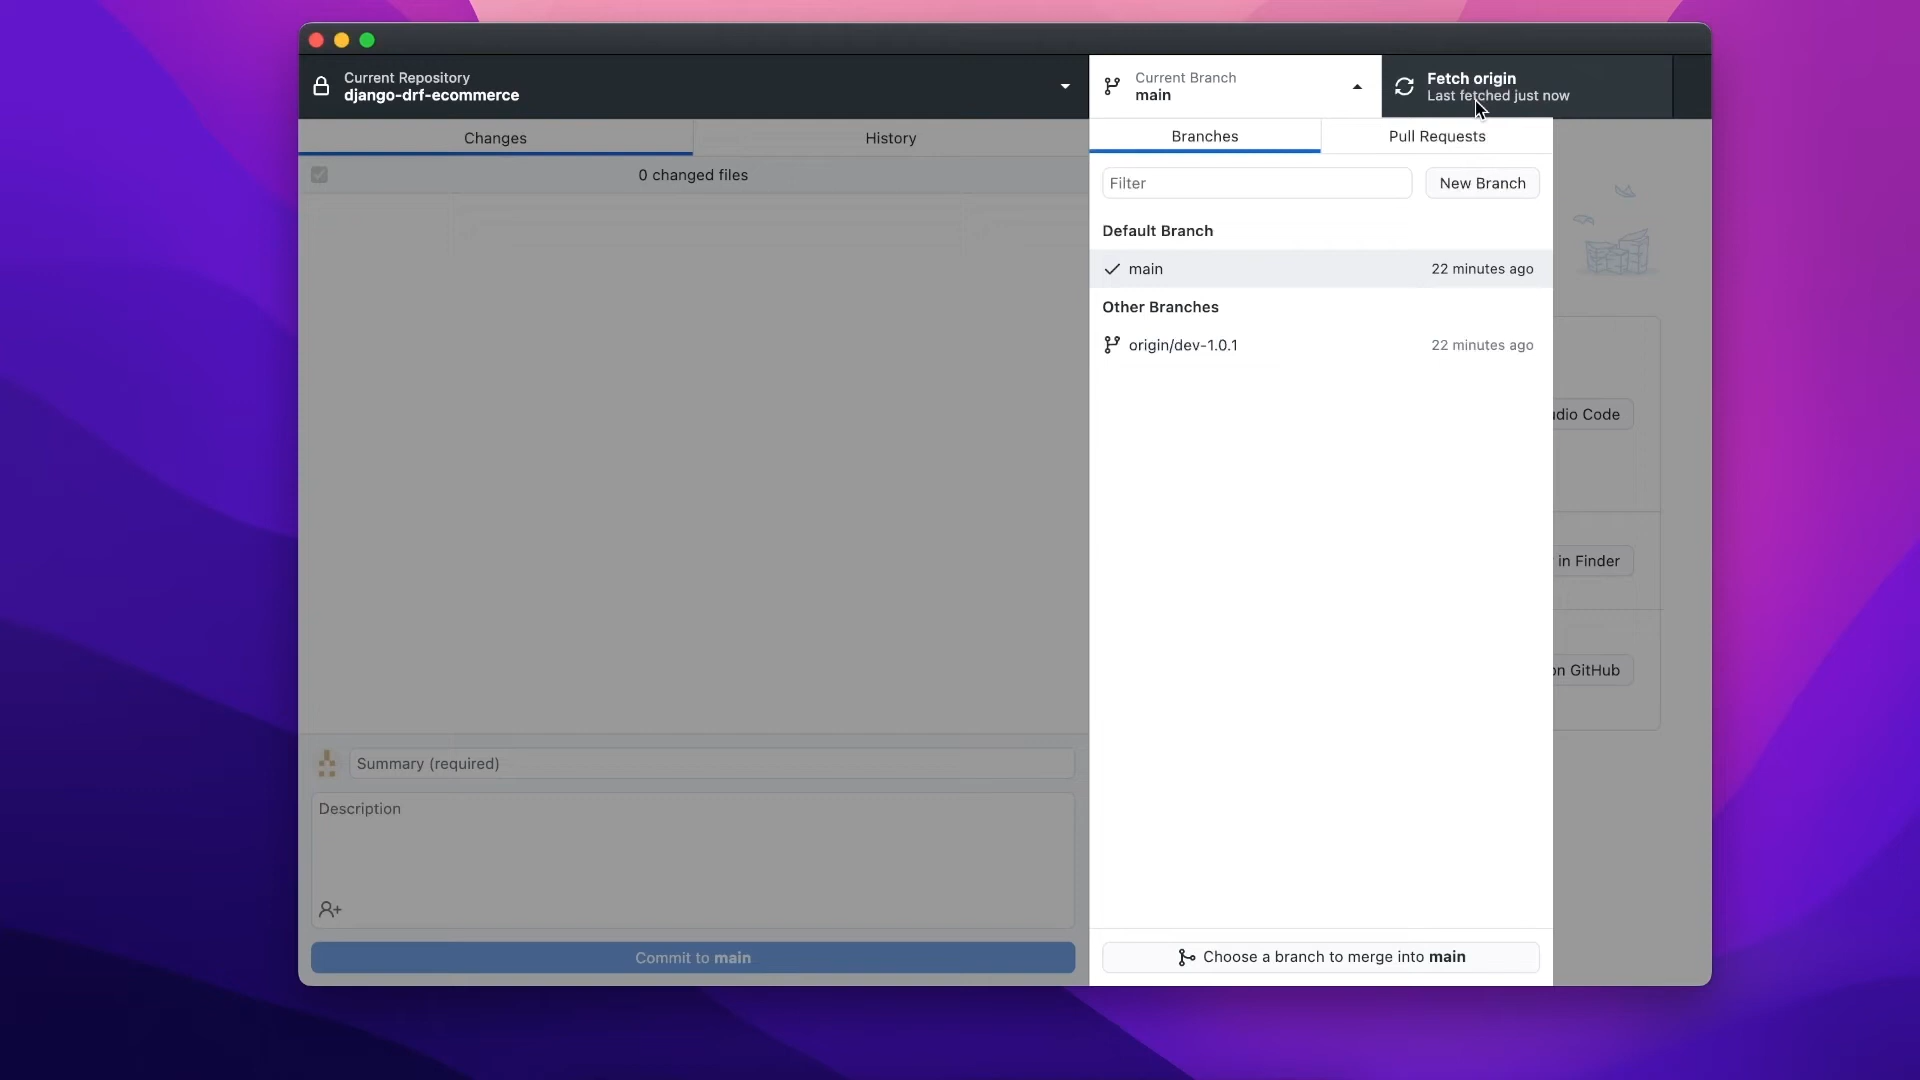 Current Repository
django-drf-ecommerce
Current Branch
main
Fetch origin
Last fetched just now
Changes
History
0 changed files
Branches
Pull Requests
Filter
New Branch
Default Branch
main
22 minutes ago
Other Branches
origin/dev-1.0.1
22 minutes ago
dio Code
in Finder
on GitHub
Summary (required)
Description
Commit to main
Choose a branch to merge into main